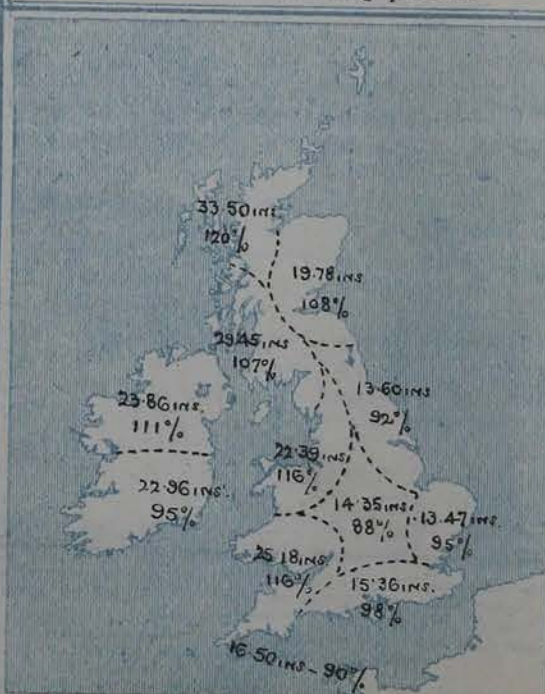 33.50 INS.
120%
19.78 INS
108%
29.45 INS
107%
23.86 INS.
111%
13.60 INS
92%
22.39 INS
116%
22.96 INS.
95%
14.35 INS.
88%
13.47 INS.
95%
25.18 INS.
116%
15.36 INS.
98%
16.50 INS - 90%